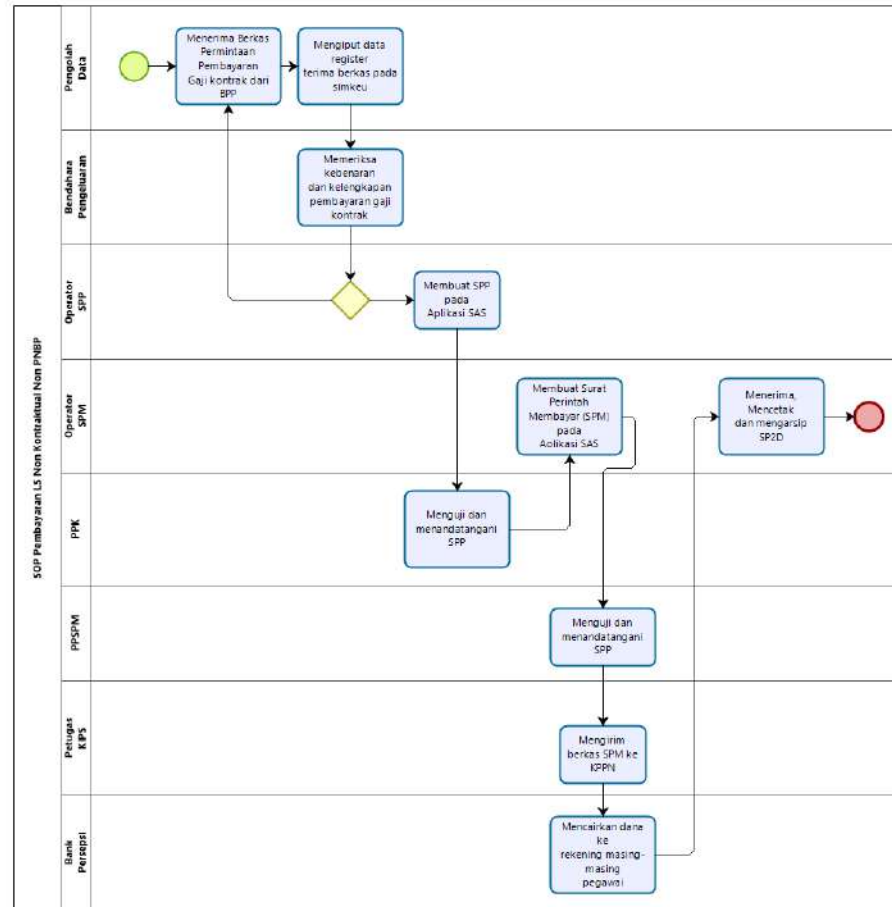 SOP Pembayaran LS Non Kontraktual Non PNBP
Pengolah
Data
Menerima Berkas
Permintaan
Pembayaran
Gaji kontrak dari
BPP
Mengiput data
register
terima berkas pada
simkeu
Bendahara
Pengeluaran
Memeriksa
kebenaran
dan kelengkapan
pembayaran gaji
kontrak
Operator
SPP
Membuat SPP
pada
Aplikasi SAS
Operator
SPM
Membuat Surat
Perintah
Membayar (SPM)
pada
Aplikasi SAS
Menerima,
Mencetak
dan mengarsip
SP2D
PPK
Menguji dan
menandatangani
SPP
PPSPM
Menguji dan
menandatangani
SPP
Petugas
KIPS
Mengirim
berkas SPM ke
KPPN
Bank
Persepsi
Mencairkan dana
ke
rekening masing-
masing
pegawai